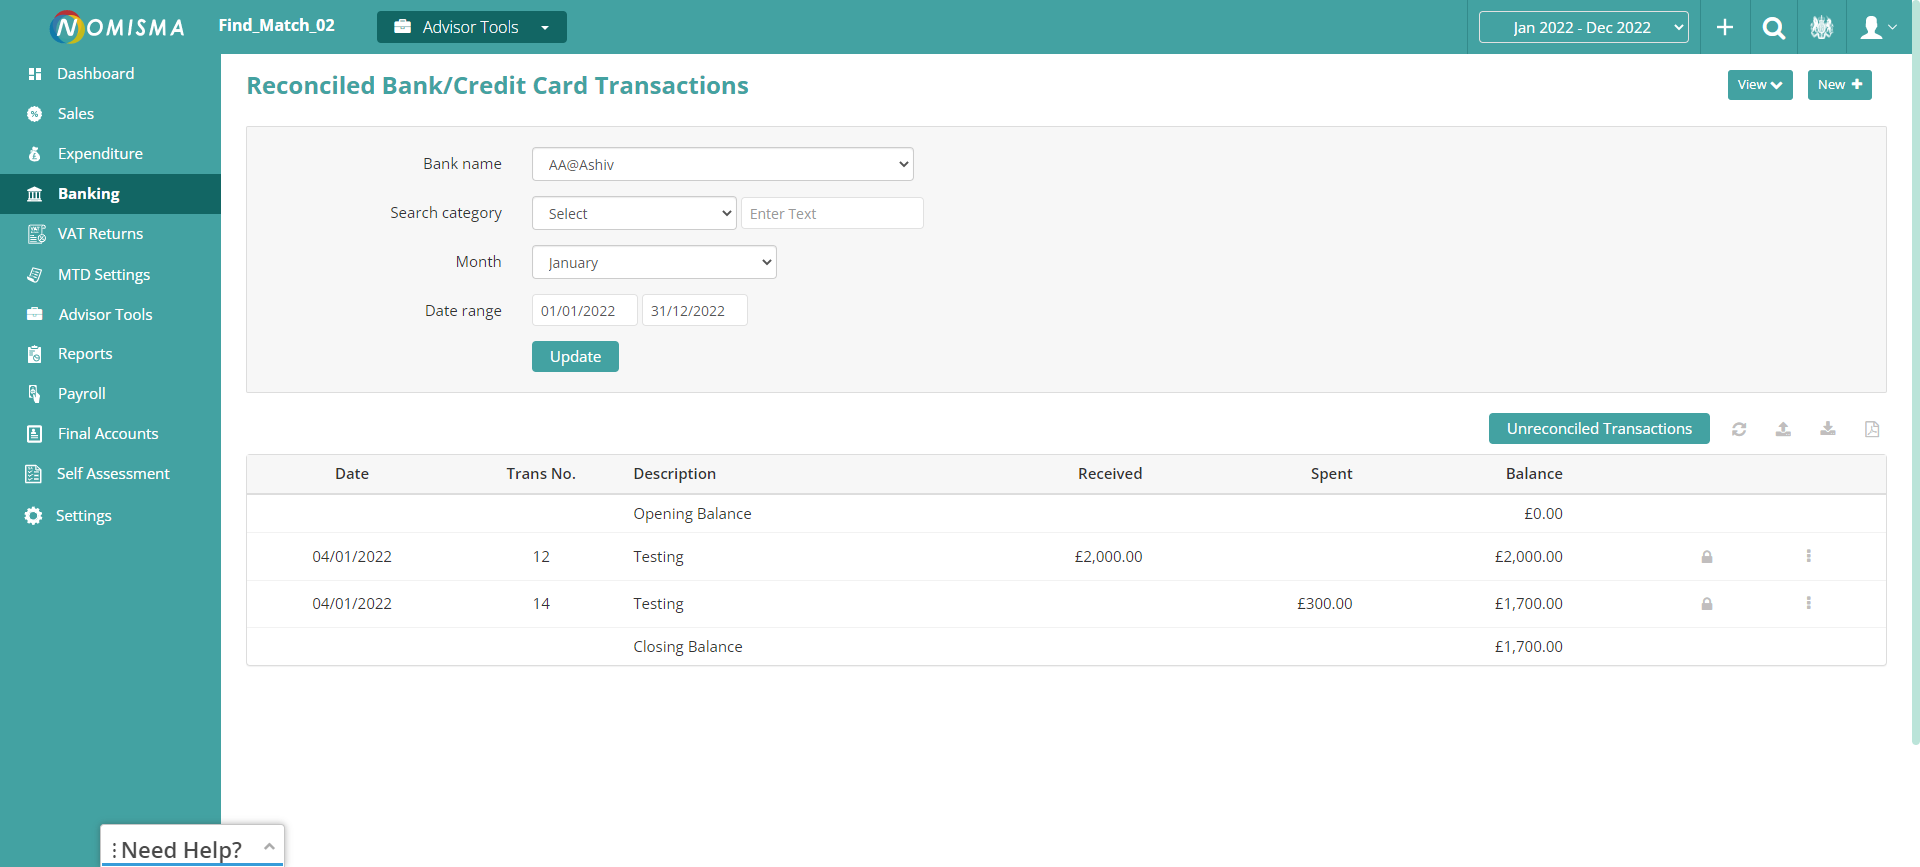 NOMISMA
Find_Match_02
Advisor Tools
Jan 2022 - Dec 2022
Dashboard
Sales
Expenditure
Banking
VAT Returns
MTD Settings
Advisor Tools
Reports
Payroll
Final Accounts
Self Assessment
Settings
Reconciled Bank/Credit Card Transactions
View
New
Bank name AA@Ashiv
Search category Select Enter Text
Month January
Date range 01/01/2022 31/12/2022
Update
Unreconciled Transactions
Date Trans No. Description Received Spent Balance
Opening Balance £0.00
04/01/2022 12 Testing £2,000.00 £2,000.00
04/01/2022 14 Testing £300.00 £1,700.00
Closing Balance £1,700.00
Need Help?